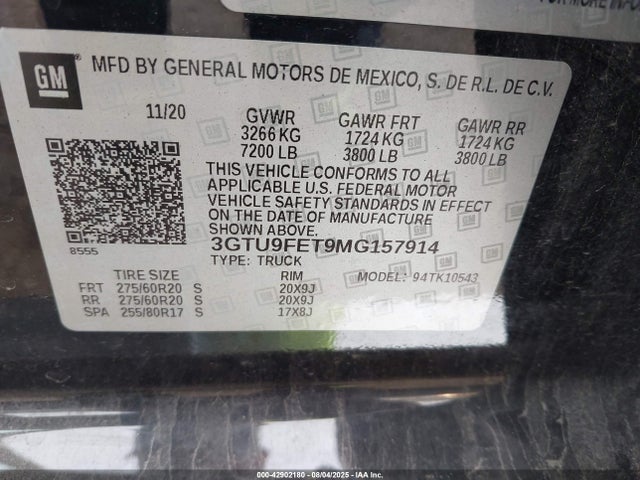 FOR MORE INFO
GM
MFD BY GENERAL MOTORS DE MEXICO, S. DE R.L. DE C.V.
11/20
GVWR
3266 KG
7200 LB
GAWR FRT
1724 KG
3800 LB
GAWR RR
1724 KG
3800 LB
THIS VEHICLE CONFORMS TO ALL
APPLICABLE U.S. FEDERAL MOTOR
VEHICLE SAFETY STANDARDS IN EFFECT
ON THE DATE OF MANUFACTURE SHOWN ABOVE.
3GTU9FET9MG157914
8555
TYPE: TRUCK
MODEL: 94TK10543
TIRE SIZE RIM
FRT 275/60R20 S 20X9J
RR 275/60R20 S 20X9J
SPA 255/80R17 S 17X8J
000-42902180 - 08/04/2025 - IAA Inc.